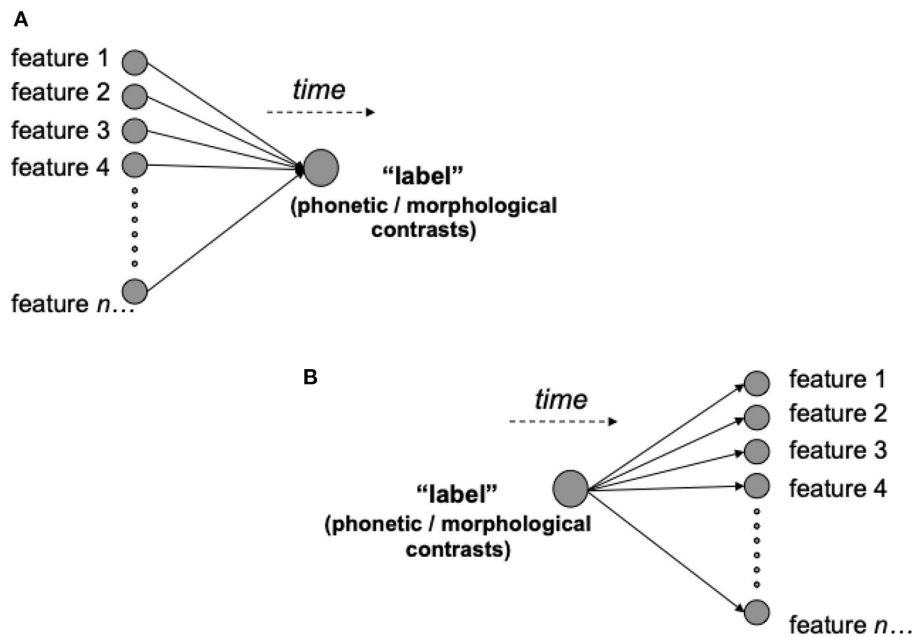 A
feature 1
feature 2
feature 3
feature 4
feature n...
time
“label”
(phonetic / morphological
contrasts)
B
time
“label”
(phonetic / morphological
contrasts)
feature 1
feature 2
feature 3
feature 4
feature n...